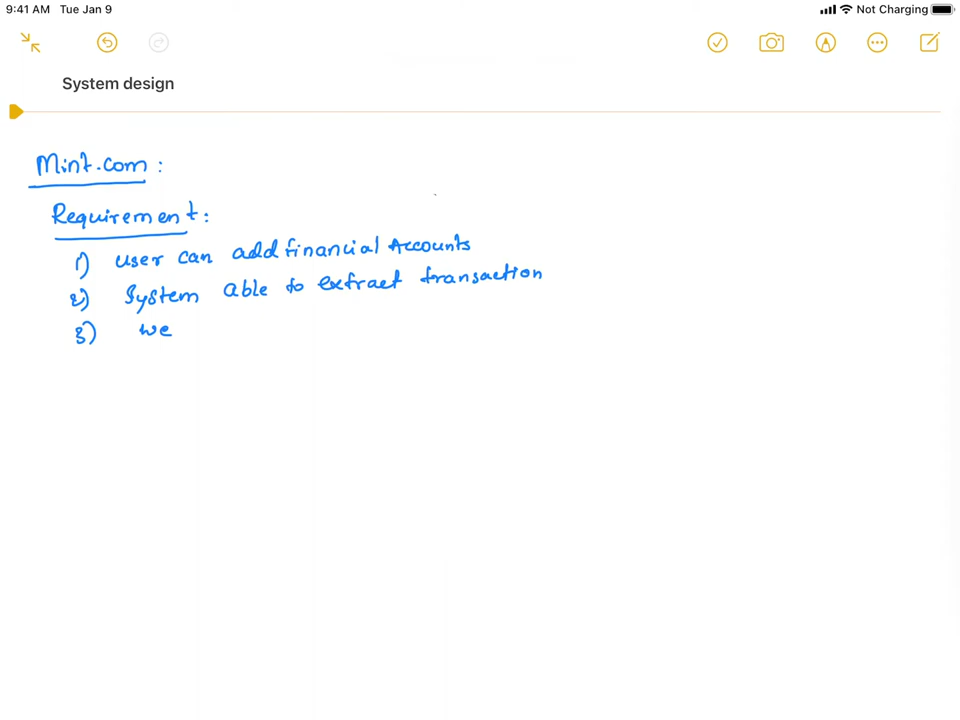 9:41 AM Tue Jan 9 Not Charging
System design
Mint.com :
Requirement :
1) user can add financial Accounts
2) System able to extract transaction
3) we